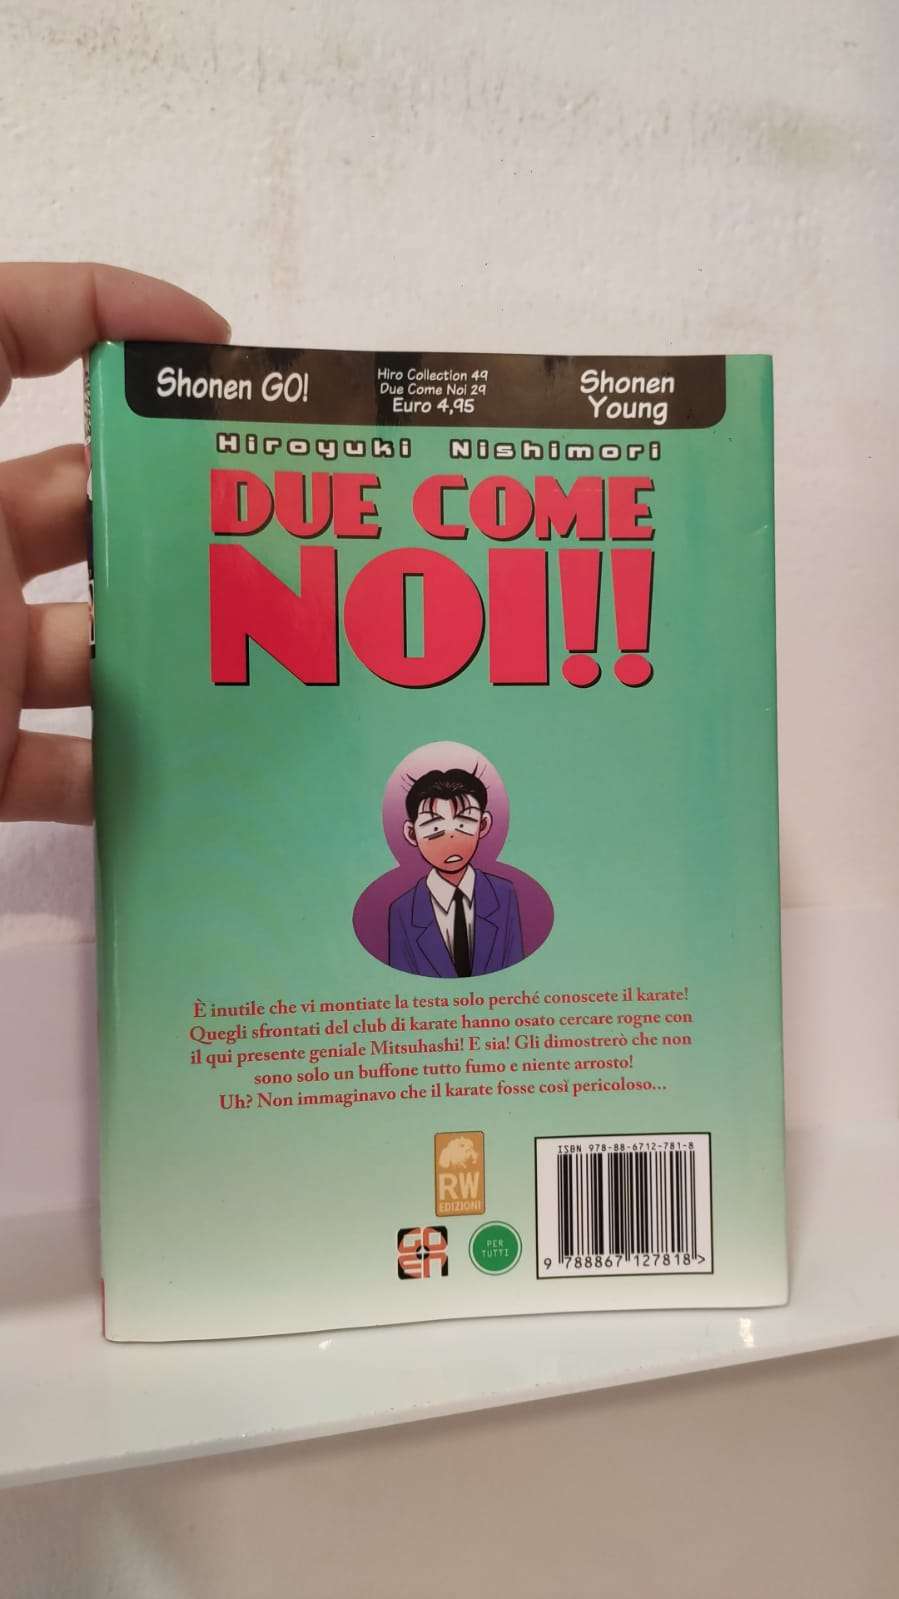 Shonen GO!
Hiro Collection 49
Due Come Noi 29
Euro 4,95
Shonen
Young
Hiroyuki Nishimori
DUE COME
NOI!!
È inutile che vi montiate la testa solo perché conoscete il karate!
Quegli sfrontati del club di karate hanno osato cercare rogne con
il qui presente geniale Mitsuhashi! E sia! Gli dimostrerò che non
sono solo un buffone tutto fumo e niente arrosto!
Uh? Non immaginavo che il karate fosse così pericoloso...
RW
EDIZIONI
GOEN
PER
TUTTI
ISBN 978-88-6712-781-8
9 788867 127818 >